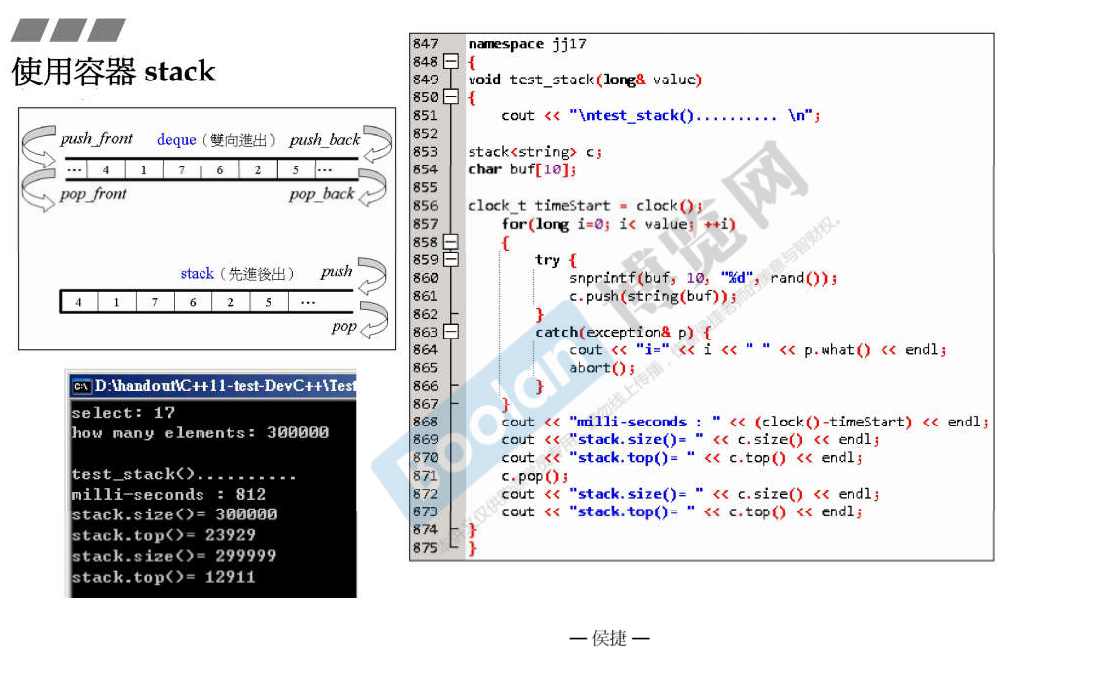 使用容器 stack
push_front deque（雙向進出） push_back
… 4 1 7 6 2 5 …
pop_front pop_back
stack（先進後出） push
4 1 7 6 2 5 …
pop
D:\handout\C++11-test-DevC++\Test
select: 17
how many elements: 300000
test_stack()..........
milli-seconds : 812
stack.size()= 300000
stack.top()= 23929
stack.size()= 299999
stack.top()= 12911
847 namespace jj17
848 {
849 void test_stack(long& value)
850 {
851 cout << "\ntest_stack().......... \n";
852
853 stack<string> c;
854 char buf[10];
855
856 clock_t timeStart = clock();
857 for(long i=0; i< value; ++i)
858 {
859 try {
860 snprintf(buf, 10, "%d", rand());
861 c.push(string(buf));
862 }
863 catch(exception& p) {
864 cout << "i=" << i << " " << p.what() << endl;
865 abort();
866 }
867 }
868 cout << "milli-seconds : " << (clock()-timeStart) << endl;
869 cout << "stack.size()= " << c.size() << endl;
870 cout << "stack.top()= " << c.top() << endl;
871 c.pop();
872 cout << "stack.size()= " << c.size() << endl;
873 cout << "stack.top()= " << c.top() << endl;
874 }
875 }
boolan 博览网
— 侯捷 —